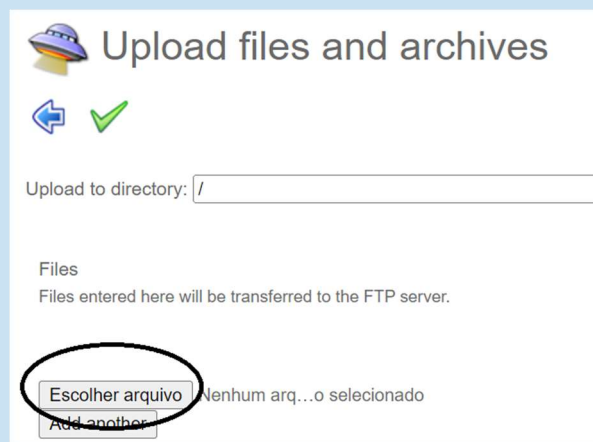 Upload files and archives
Upload to directory: /
Files
Files entered here will be transferred to the FTP server.
Escolher arquivo Nenhum arq...o selecionado
Add another